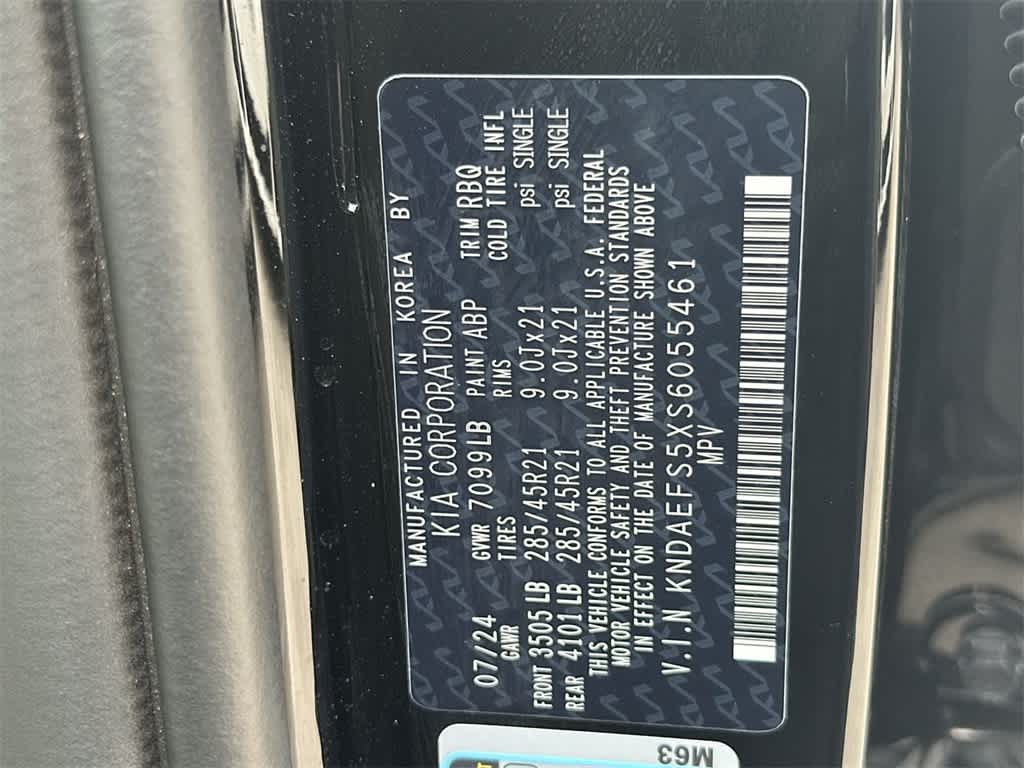 MANUFACTURED IN KOREA BY
KIA CORPORATION
07/24 GVWR 7099LB PAINT ABP TRIM RBQ
GAWR TIRES RIMS COLD TIRE INFL
FRONT 3505 LB 285/45R21 9.0Jx21 psi SINGLE
REAR 4101 LB 285/45R21 9.0Jx21 psi SINGLE
THIS VEHICLE CONFORMS TO ALL APPLICABLE U.S.A. FEDERAL
MOTOR VEHICLE SAFETY AND THEFT PREVENTION STANDARDS
IN EFFECT ON THE DATE OF MANUFACTURE SHOWN ABOVE
V.I.N KNDAEFS5XS6055461
MPV
M63